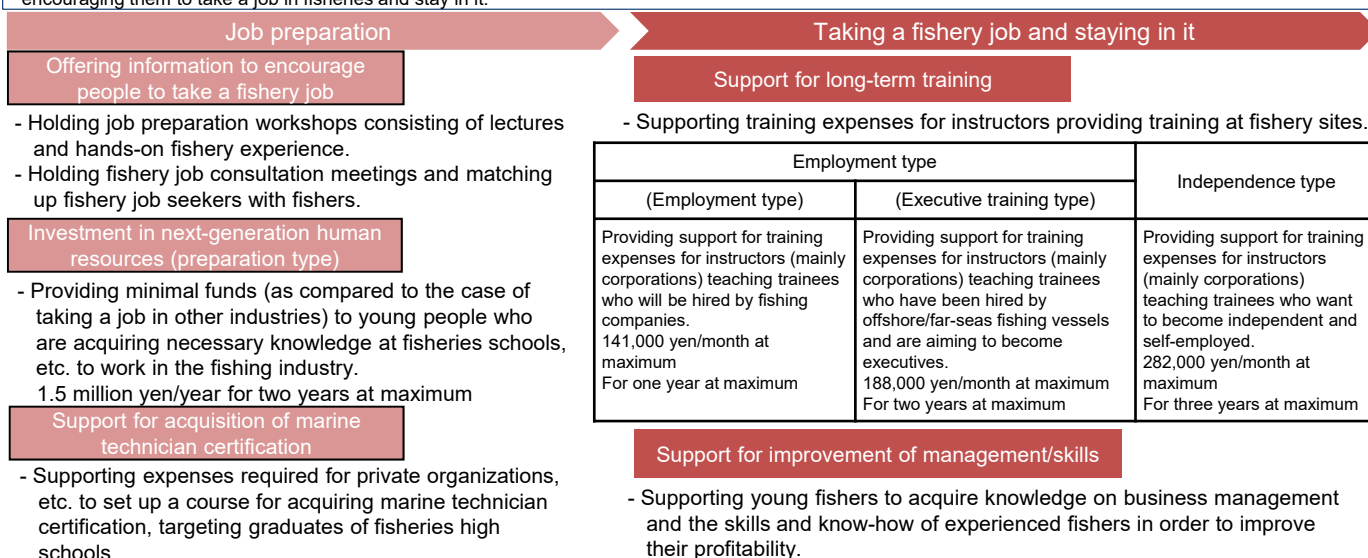 encouraging them to take a job in fisheries and stay in it.
Job preparation
Offering information to encourage
people to take a fishery job
- Holding job preparation workshops consisting of lectures
and hands-on fishery experience.
- Holding fishery job consultation meetings and matching
up fishery job seekers with fishers.
Investment in next-generation human
resources (preparation type)
- Providing minimal funds (as compared to the case of
taking a job in other industries) to young people who
are acquiring necessary knowledge at fisheries schools,
etc. to work in the fishing industry.
1.5 million yen/year for two years at maximum
Support for acquisition of marine
technician certification
- Supporting expenses required for private organizations,
etc. to set up a course for acquiring marine technician
certification, targeting graduates of fisheries high
schools
Taking a fishery job and staying in it
Support for long-term training
- Supporting training expenses for instructors providing training at fishery sites.
Employment type
Independence type
(Employment type)
(Executive training type)
Providing support for training
expenses for instructors (mainly
corporations) teaching trainees
who will be hired by fishing
companies.
141,000 yen/month at
maximum
For one year at maximum
Providing support for training
expenses for instructors (mainly
corporations) teaching trainees
who have been hired by
offshore/far-seas fishing vessels
and are aiming to become
executives.
188,000 yen/month at maximum
For two years at maximum
Providing support for training
expenses for instructors
(mainly corporations)
teaching trainees who want
to become independent and
self-employed.
282,000 yen/month at
maximum
For three years at maximum
Support for improvement of management/skills
- Supporting young fishers to acquire knowledge on business management
and the skills and know-how of experienced fishers in order to improve
their profitability.